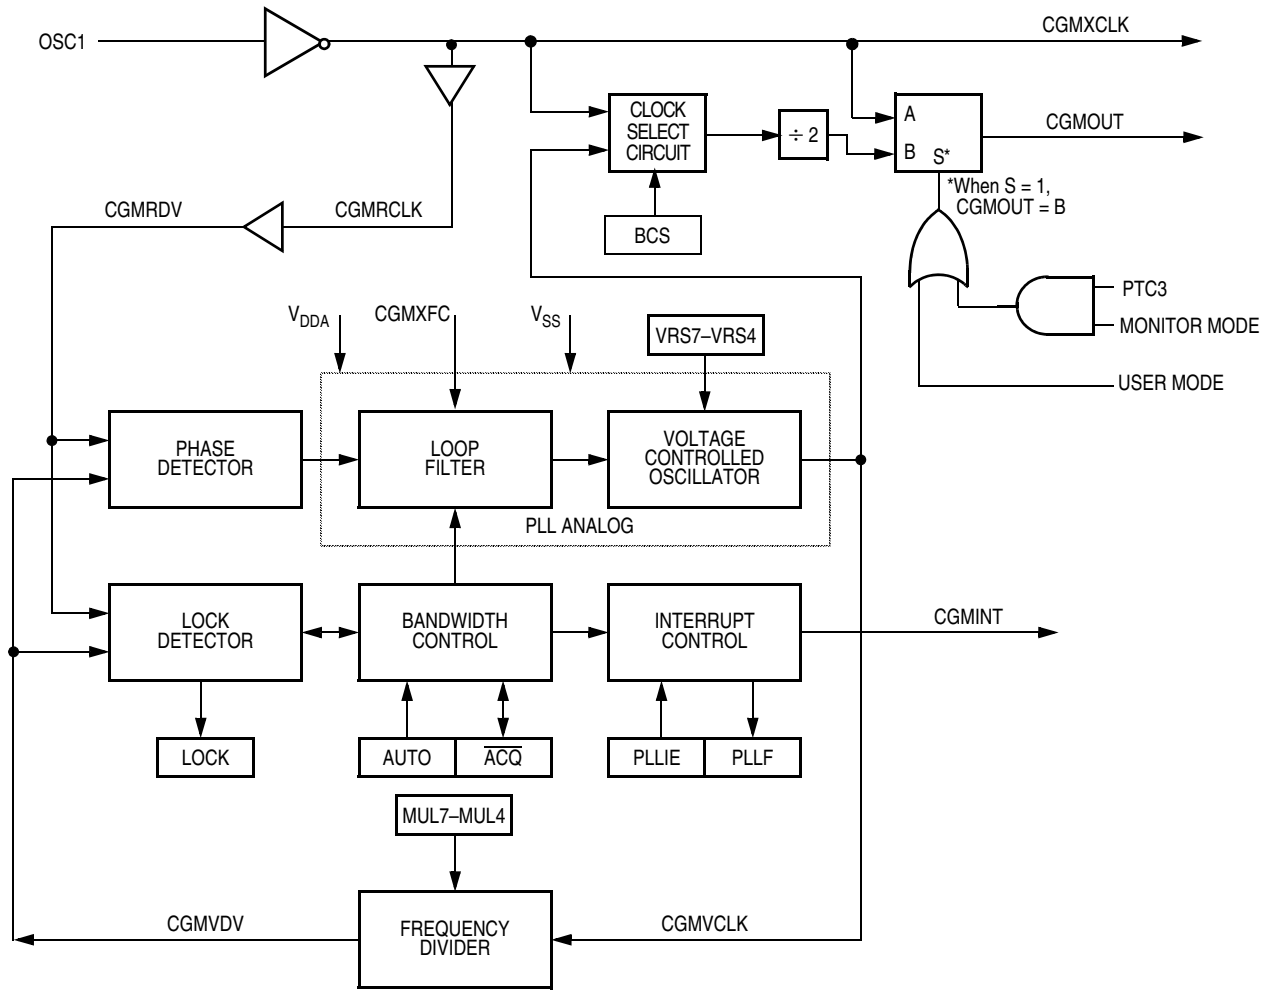 OSC1
CGMXCLK
CLOCK
SELECT
CIRCUIT
÷ 2
A
B
S*
CGMOUT
*When S = 1,
CGMOUT = B
CGMRDV
CGMRCLK
BCS
PTC3
MONITOR MODE
USER MODE
VDDA
CGMXFC
VSS
VRS7–VRS4
PHASE
DETECTOR
LOOP
FILTER
VOLTAGE
CONTROLLED
OSCILLATOR
PLL ANALOG
LOCK
DETECTOR
BANDWIDTH
CONTROL
INTERRUPT
CONTROL
CGMINT
LOCK
AUTO
ACQ
PLLIE
PLLF
MUL7–MUL4
CGMVDV
FREQUENCY
DIVIDER
CGMVCLK